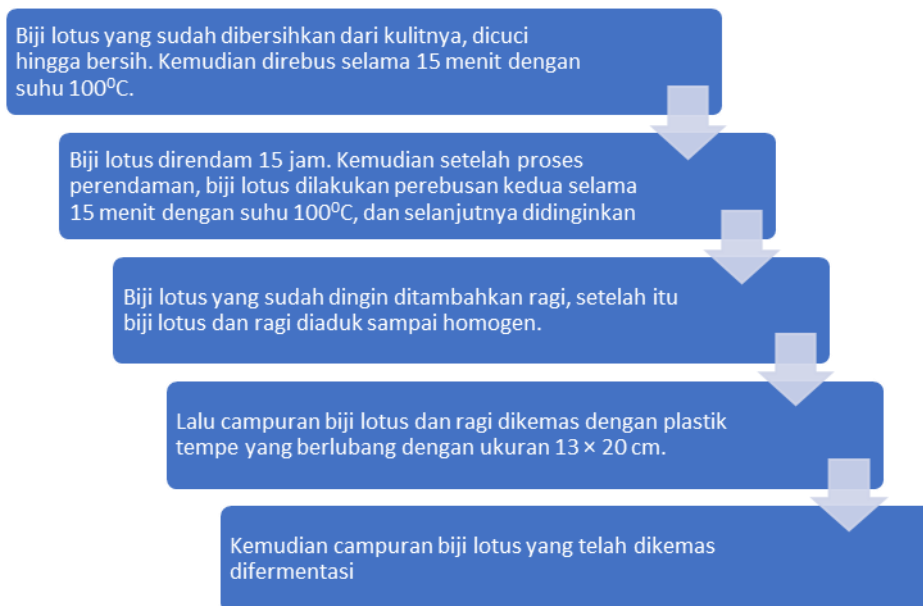 Biji lotus yang sudah dibersihkan dari kulitnya, dicuci
hingga bersih. Kemudian direbus selama 15 menit dengan
suhu 100⁰C.
Biji lotus direndam 15 jam. Kemudian setelah proses
perendaman, biji lotus dilakukan perebusan kedua selama
15 menit dengan suhu 100⁰C, dan selanjutnya didinginkan
Biji lotus yang sudah dingin ditambahkan ragi, setelah itu
biji lotus dan ragi diaduk sampai homogen.
Lalu campuran biji lotus dan ragi dikemas dengan plastik
tempe yang berlubang dengan ukuran 13 × 20 cm.
Kemudian campuran biji lotus yang telah dikemas
difermentasi